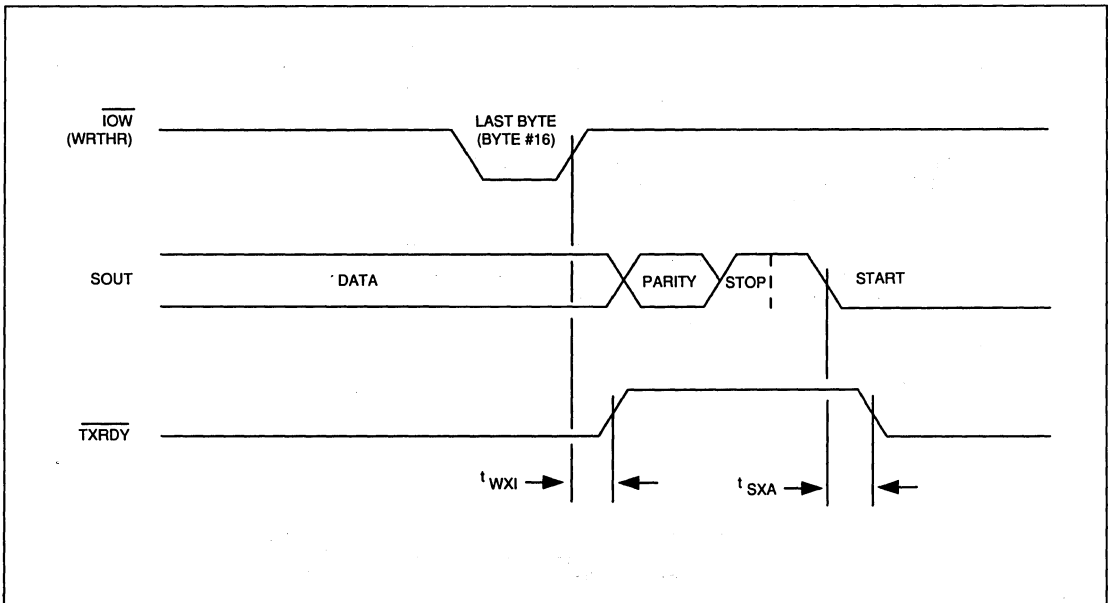 IOW
(WRTHR)
LAST BYTE
(BYTE #16)
SOUT
DATA
PARITY
STOP
START
TXRDY
t WXI
t SXA